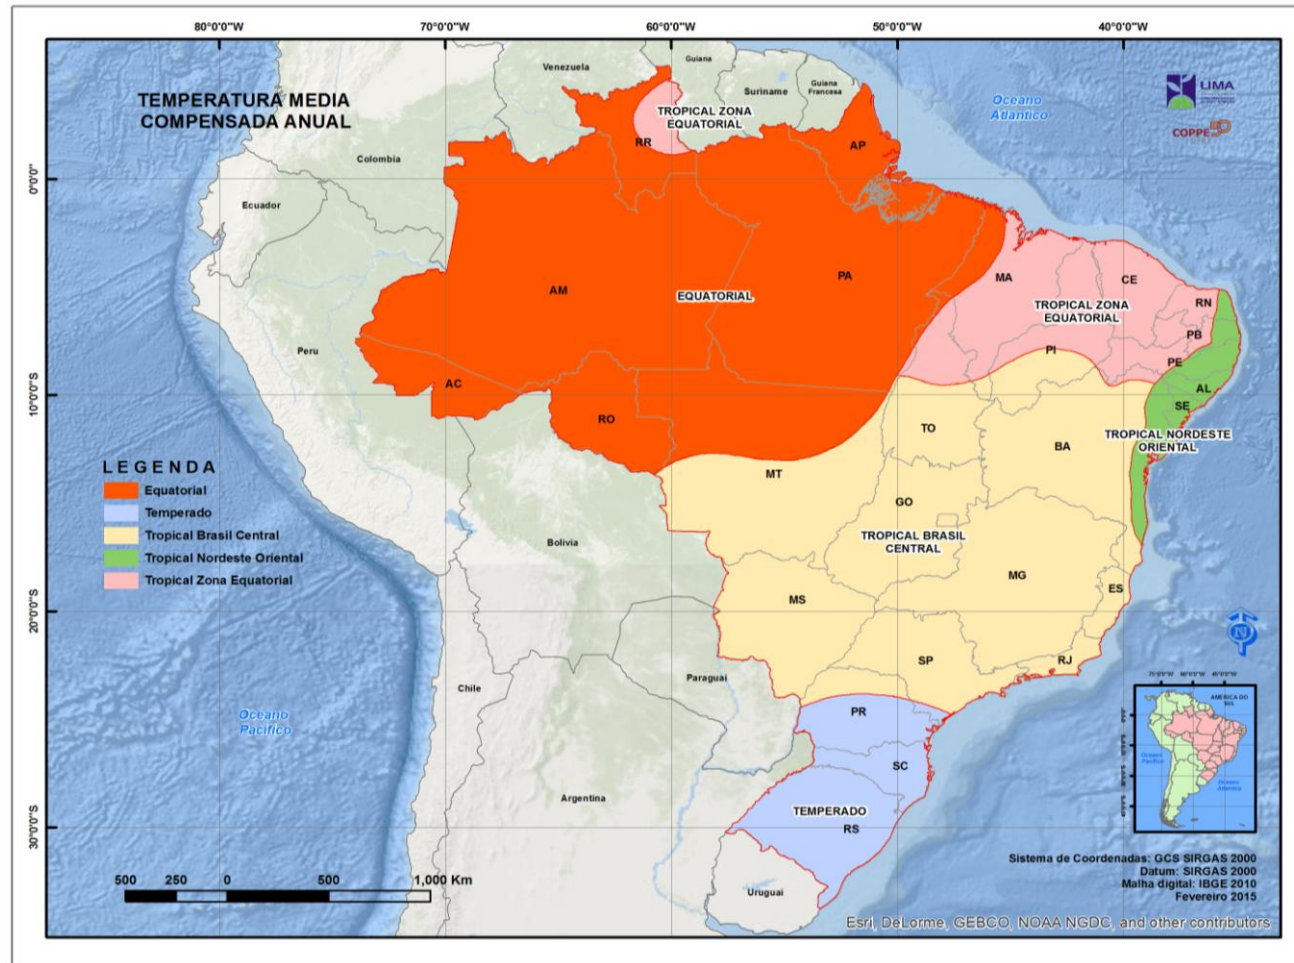 80°0'0"W
70°0'0"W
60°0'0"W
50°0'0"W
40°0'0"W
TEMPERATURA MEDIA
COMPENSADA ANUAL
Venezuela
Guiana
Suriname
Guiana
Francesa
Oceano
Atlantico
LIMA
COPPE
TROPICAL ZONA
EQUATORIAL
RR
AP
Colombia
0°0'0"
Ecuador
AM
EQUATORIAL
PA
MA
CE
TROPICAL ZONA
EQUATORIAL
RN
PB
PI
PE
Peru
AC
AL
10°0'0"S
RO
SE
TO
BA
TROPICAL NORDESTE
ORIENTAL
MT
LEGENDA
Equatorial
Temperado
Tropical Brasil Central
Tropical Nordeste Oriental
Tropical Zona Equatorial
GO
TROPICAL BRASIL
CENTRAL
Bolivia
MG
ES
MS
20°0'0"S
SP
RJ
Paraguai
Chile
Oceano
Pacifico
PR
SC
N
AMÉRICA DO
SUL
Argentina
TEMPERADO
RS
30°0'0"S
Uruguai
500 250 0 500 1,000 Km
Sistema de Coordenadas: GCS SIRGAS 2000
Datum: SIRGAS 2000
Malha digital: IBGE 2010
Fevereiro 2015
Esri, DeLorme, GEBCO, NOAA NGDC, and other contributors